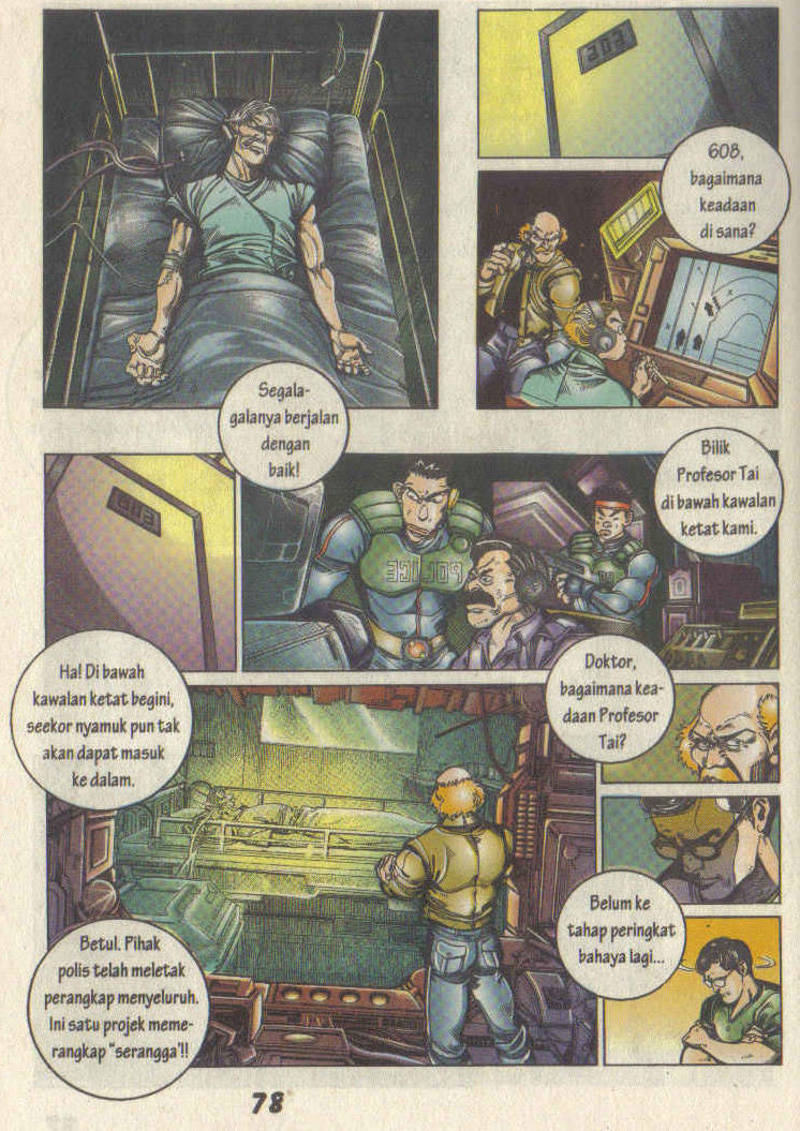 203
608,
bagaimana
keadaan
di sana?
Segala-
galanya berjalan
dengan
baik!
203
Bilik
Profesor Tai
di bawah kawalan
ketat kami.
POLICE
Ha! Di bawah
kawalan ketat begini,
seekor nyamuk pun tak
akan dapat masuk
ke dalam.
Doktor,
bagaimana kea-
daan Profesor
Tai?
Betul. Pihak
polis telah meletak
perangkap menyeluruh.
Ini satu projek meme-
rangkap "serangga'!!
Belum ke
tahap peringkat
bahaya lagi...
78